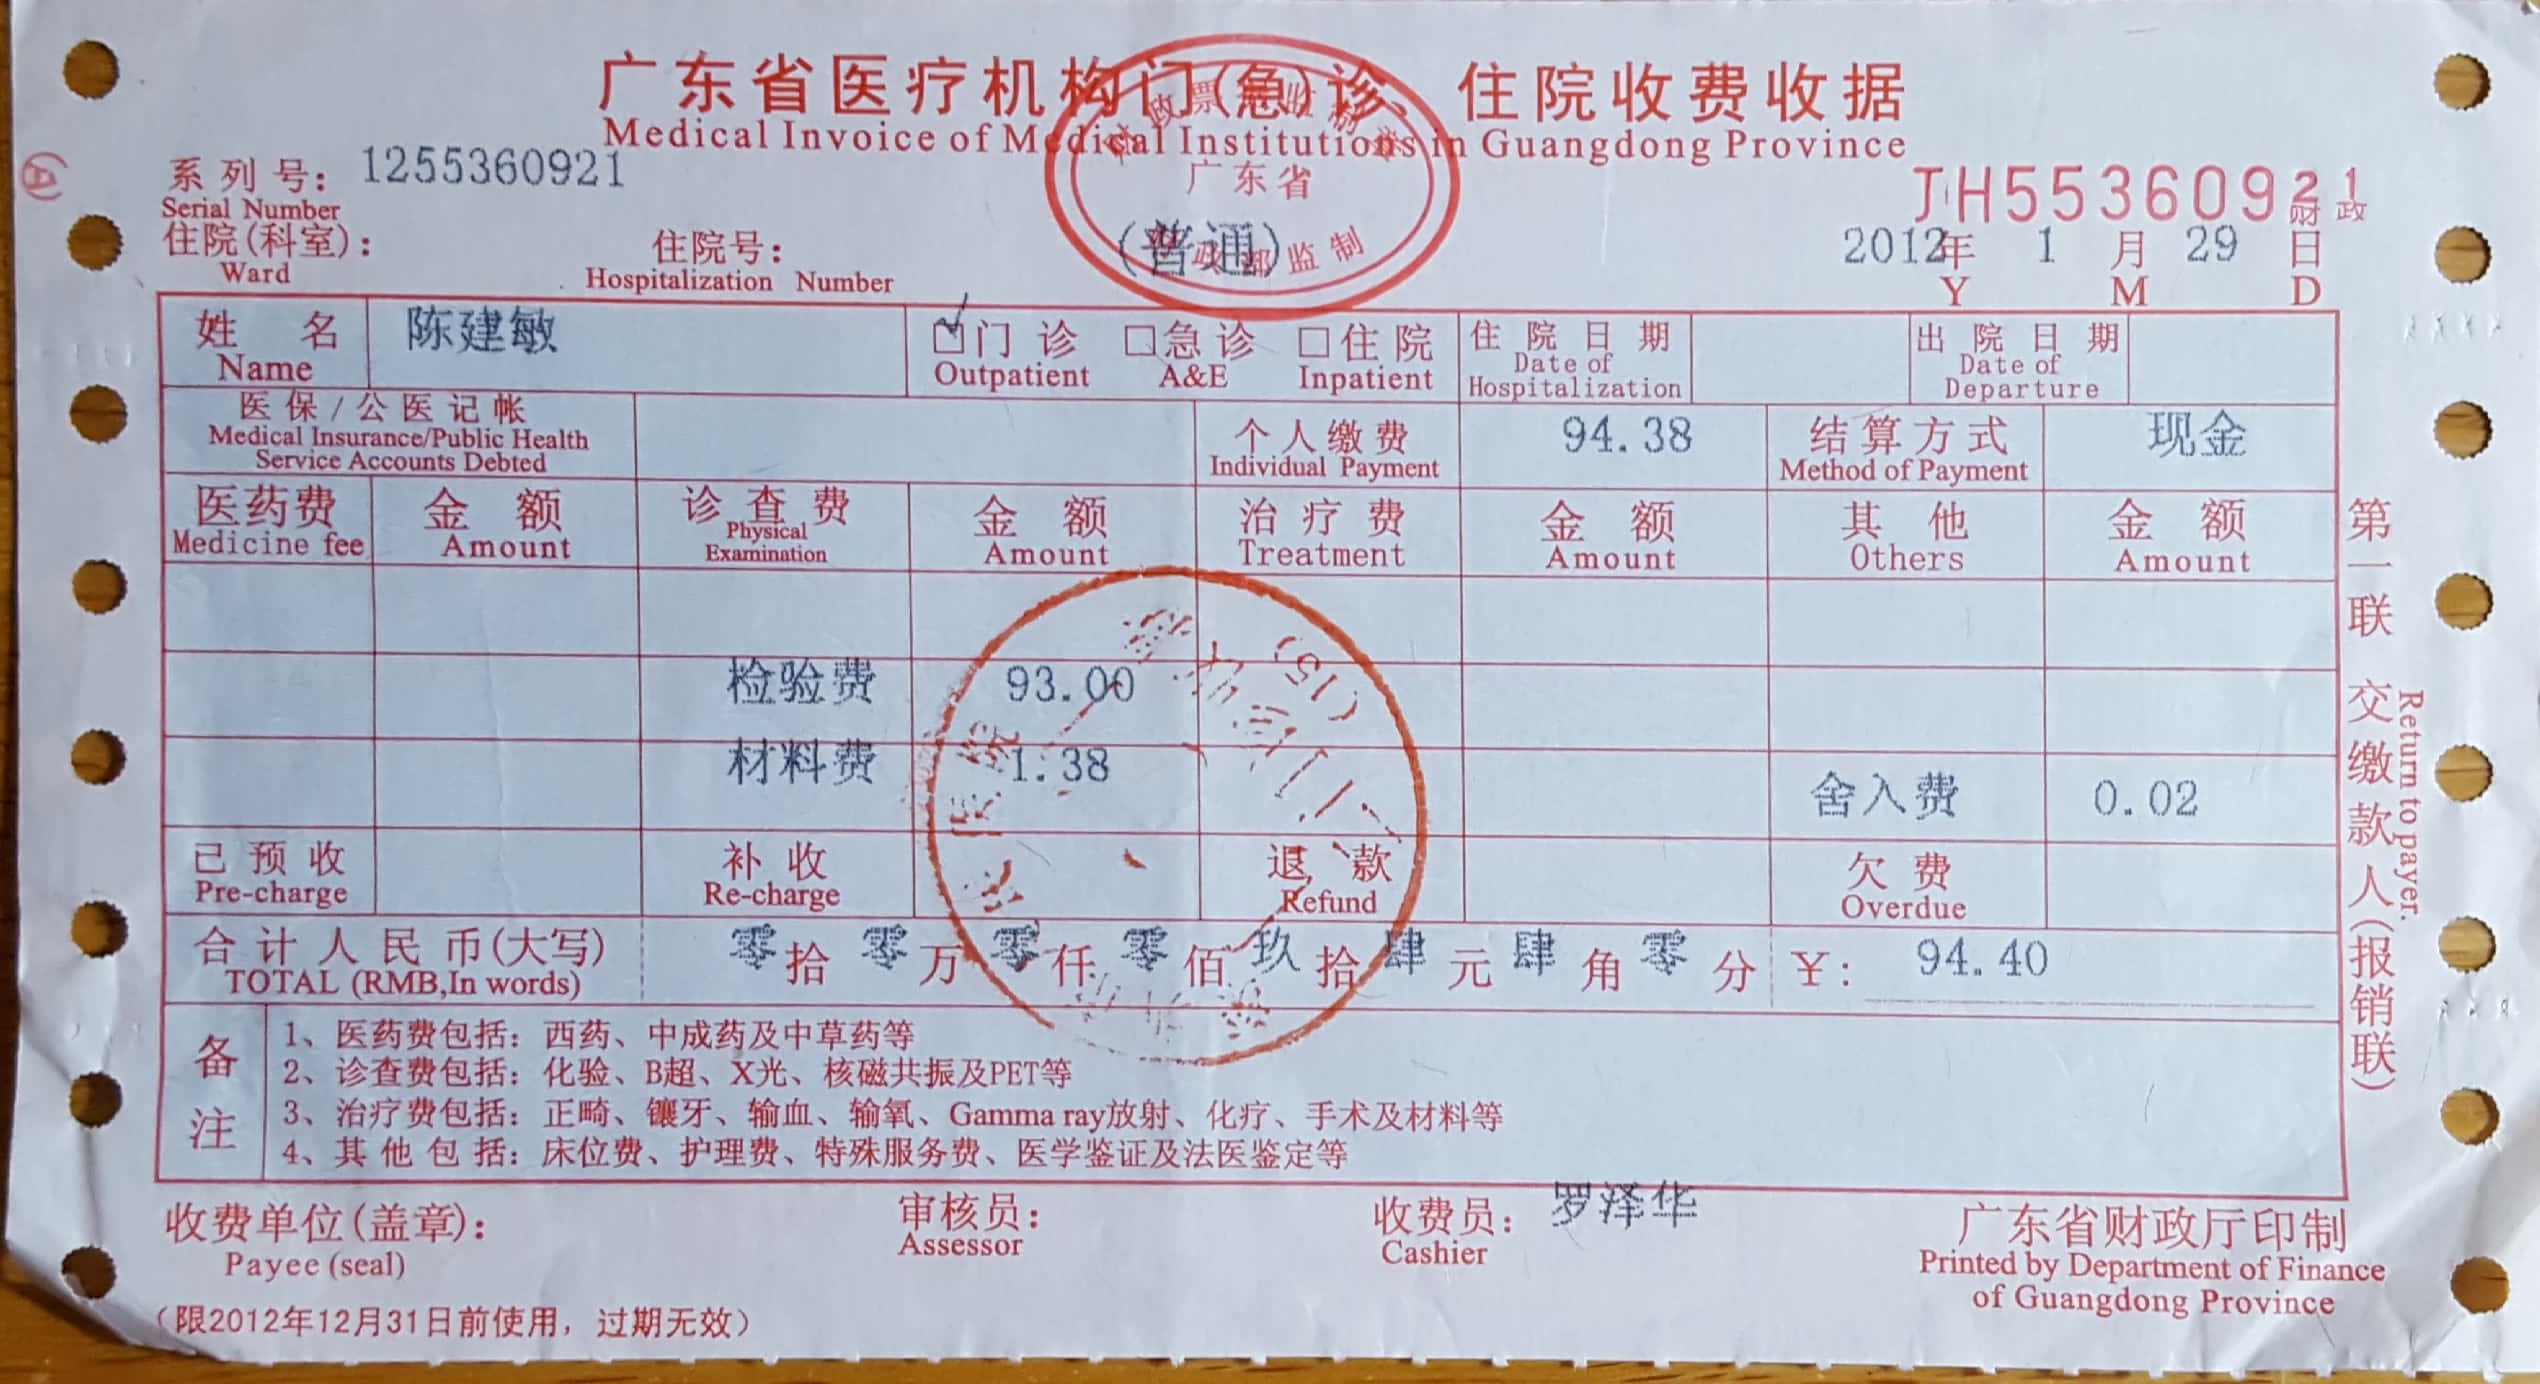 广东省医疗机构门(急)诊、住院收费收据
Medical Invoice of Medical Institutions in Guangdong Province
广东省
监制
系列号: 1255360921
Serial Number
JH55360921
财政
住院(科室):
Ward
住院号:
Hospitalization Number
(普通)
2012年 1 月 29 日
Y M D
姓名 陈建敏 门诊 急诊 住院 住院日期 出院日期
Name Outpatient A&E Inpatient Date of Hospitalization Date of Departure
医保/公医记帐 个人缴费 94.38 结算方式 现金
Medical Insurance/Public Health Service Accounts Debted Individual Payment Method of Payment
医药费 金额 诊查费 金额 治疗费 金额 其他 金额
Medicine fee Amount Physical Examination Amount Treatment Amount Others Amount
检验费 93.00
材料费 1.38 舍入费 0.02
已预收 补收 退款 欠费
Pre-charge Re-charge Refund Overdue
合计人民币(大写) 零拾零万零仟零佰玖拾肆元肆角零分 ¥: 94.40
TOTAL (RMB,In words)
备注
1、医药费包括: 西药、中成药及中草药等
2、诊查费包括: 化验、B超、X光、核磁共振及PET等
3、治疗费包括: 正畸、镶牙、输血、输氧、Gamma ray放射、化疗、手术及材料等
4、其他包括: 床位费、护理费、特殊服务费、医学鉴证及法医鉴定等
收费单位(盖章): 审核员: 收费员: 罗泽华 广东省财政厅印制
Payee (seal) Assessor Cashier Printed by Department of Finance
of Guangdong Province
(限2012年12月31日前使用,过期无效)
第一联 交缴款人(报销联)
Return to payer.